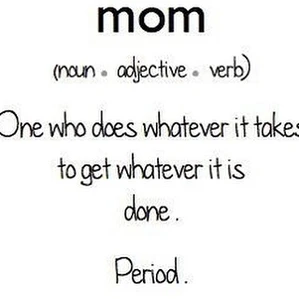 mom
(noun • adjective • verb)
One who does whatever it takes
to get whatever it is
done.
Period.